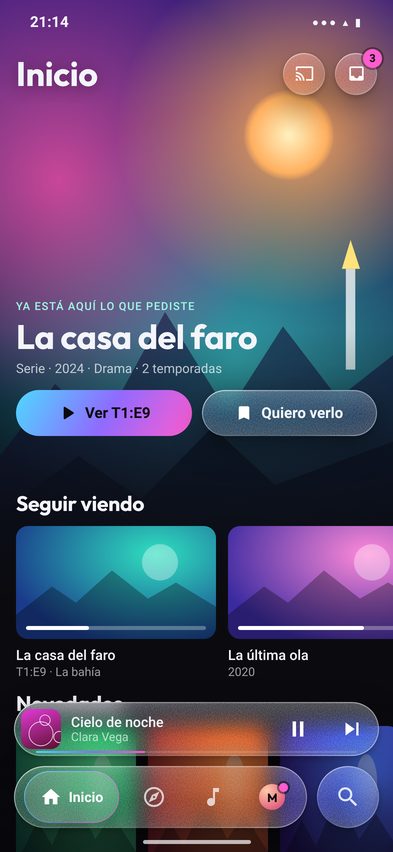 21:14
Inicio
3
YA ESTÁ AQUÍ LO QUE PEDISTE
La casa del faro
Serie · 2024 · Drama · 2 temporadas
Ver T1:E9
Quiero verlo
Seguir viendo
La casa del faro
T1:E9 · La bahía
La última ola
2020
Novedades
Cielo de noche
Clara Vega
Inicio
M